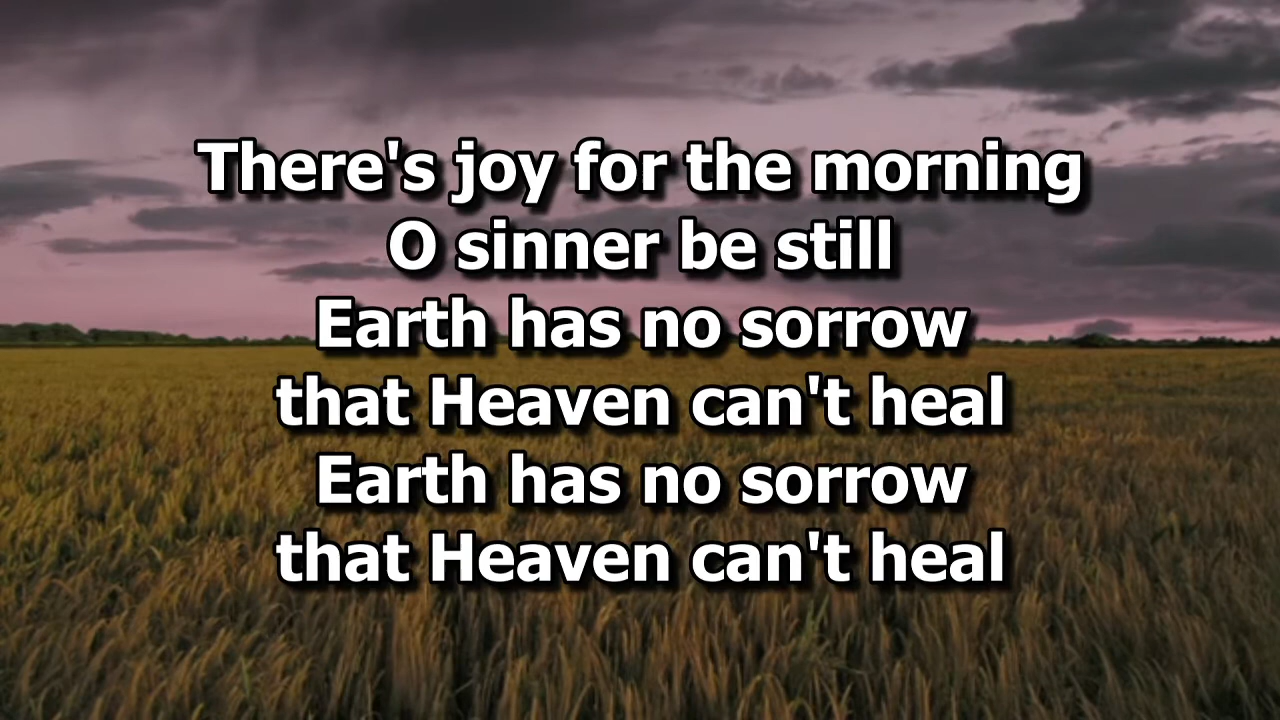 There's joy for the morning
O sinner be still
Earth has no sorrow
that Heaven can't heal
Earth has no sorrow
that Heaven can't heal